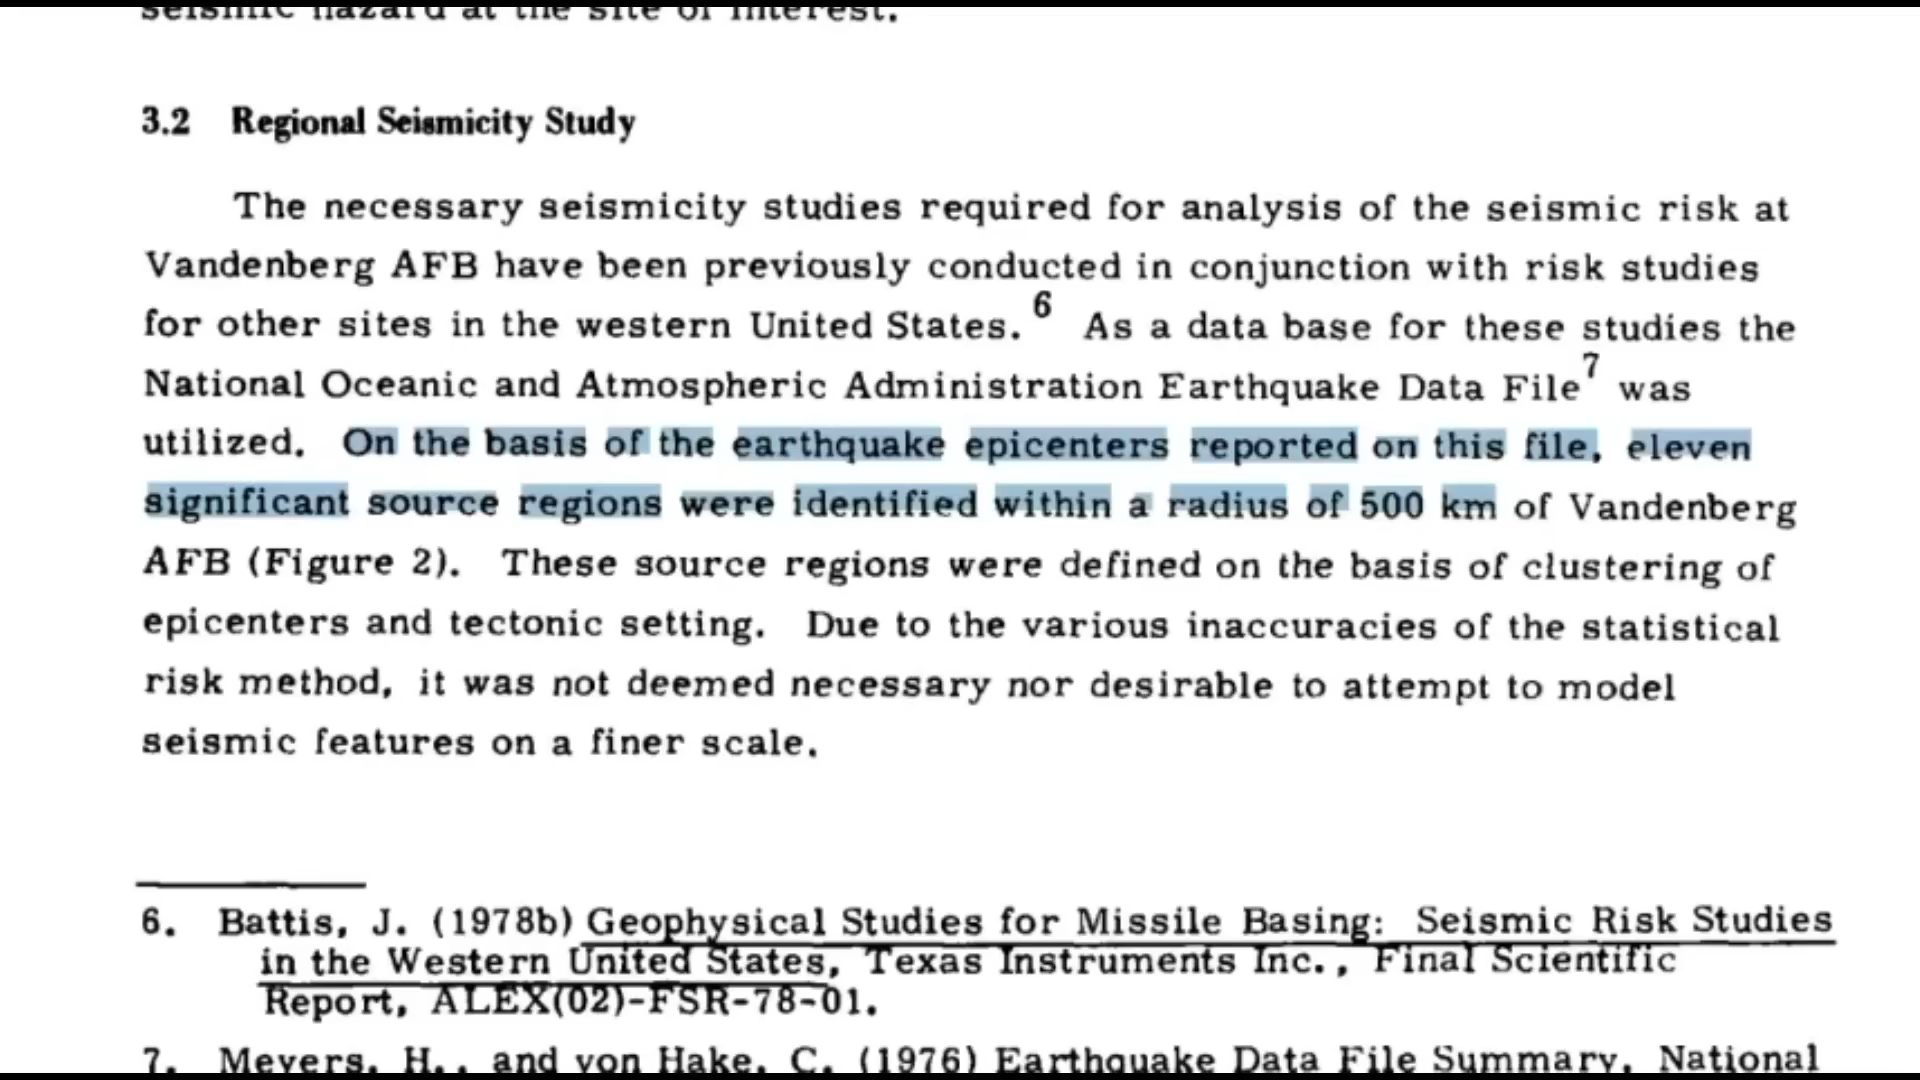 seismic hazard at the site of interest.
3.2 Regional Seismicity Study
The necessary seismicity studies required for analysis of the seismic risk at
Vandenberg AFB have been previously conducted in conjunction with risk studies
for other sites in the western United States.6 As a data base for these studies the
National Oceanic and Atmospheric Administration Earthquake Data File7 was
utilized. On the basis of the earthquake epicenters reported on this file, eleven
significant source regions were identified within a radius of 500 km of Vandenberg
AFB (Figure 2). These source regions were defined on the basis of clustering of
epicenters and tectonic setting. Due to the various inaccuracies of the statistical
risk method, it was not deemed necessary nor desirable to attempt to model
seismic features on a finer scale.
6. Battis, J. (1978b) Geophysical Studies for Missile Basing: Seismic Risk Studies
in the Western United States, Texas Instruments Inc., Final Scientific
Report, ALEX(02)-FSR-78-01.
7. Meyers, H., and von Hake, C. (1976) Earthquake Data File Summary, National